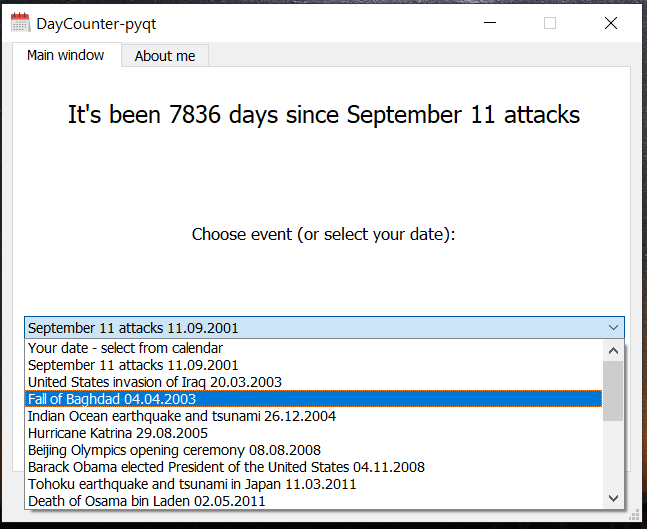 DayCounter-pyqt
Main window
About me
It's been 7836 days since September 11 attacks
Choose event (or select your date):
September 11 attacks 11.09.2001
Your date - select from calendar
September 11 attacks 11.09.2001
United States invasion of Iraq 20.03.2003
Fall of Baghdad 04.04.2003
Indian Ocean earthquake and tsunami 26.12.2004
Hurricane Katrina 29.08.2005
Beijing Olympics opening ceremony 08.08.2008
Barack Obama elected President of the United States 04.11.2008
Tohoku earthquake and tsunami in Japan 11.03.2011
Death of Osama bin Laden 02.05.2011